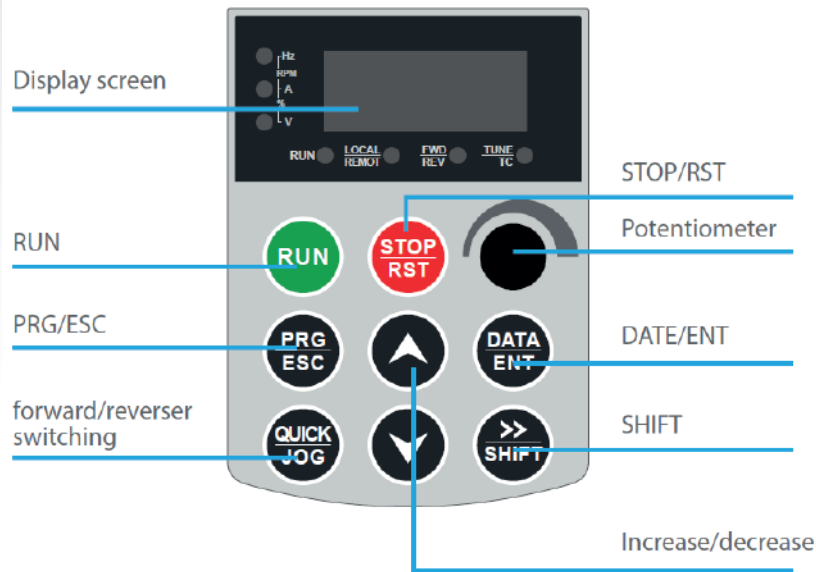 Hz
RPM
A
%
V
Display screen
RUN
LOCAL
REMOT
FWD
REV
TUNE
TC
STOP/RST
Potentiometer
RUN
RUN
STOP
RST
PRG/ESC
PRG
ESC
DATA
ENT
DATE/ENT
forward/reverser
switching
QUICK
JOG
>>
SHIFT
SHIFT
Increase/decrease